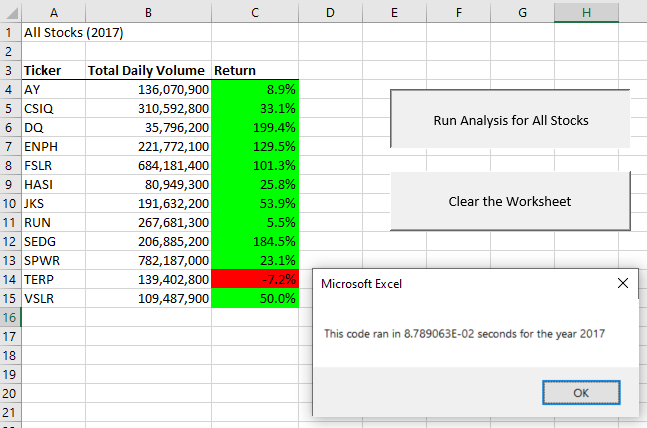 A B C D E F G H
1 All Stocks (2017)
2
3 Ticker Total Daily Volume Return
4 AY 136,070,900 8.9%
5 CSIQ 310,592,800 33.1%
6 DQ 35,796,200 199.4%
7 ENPH 221,772,100 129.5%
8 FSLR 684,181,400 101.3%
9 HASI 80,949,300 25.8%
10 JKS 191,632,200 53.9%
11 RUN 267,681,300 5.5%
12 SEDG 206,885,200 184.5%
13 SPWR 782,187,000 23.1%
14 TERP 139,402,800 -7.2%
15 VSLR 109,487,900 50.0%
16
17
18
19
20
21
Run Analysis for All Stocks
Clear the Worksheet
Microsoft Excel
This code ran in 8.789063E-02 seconds for the year 2017
OK